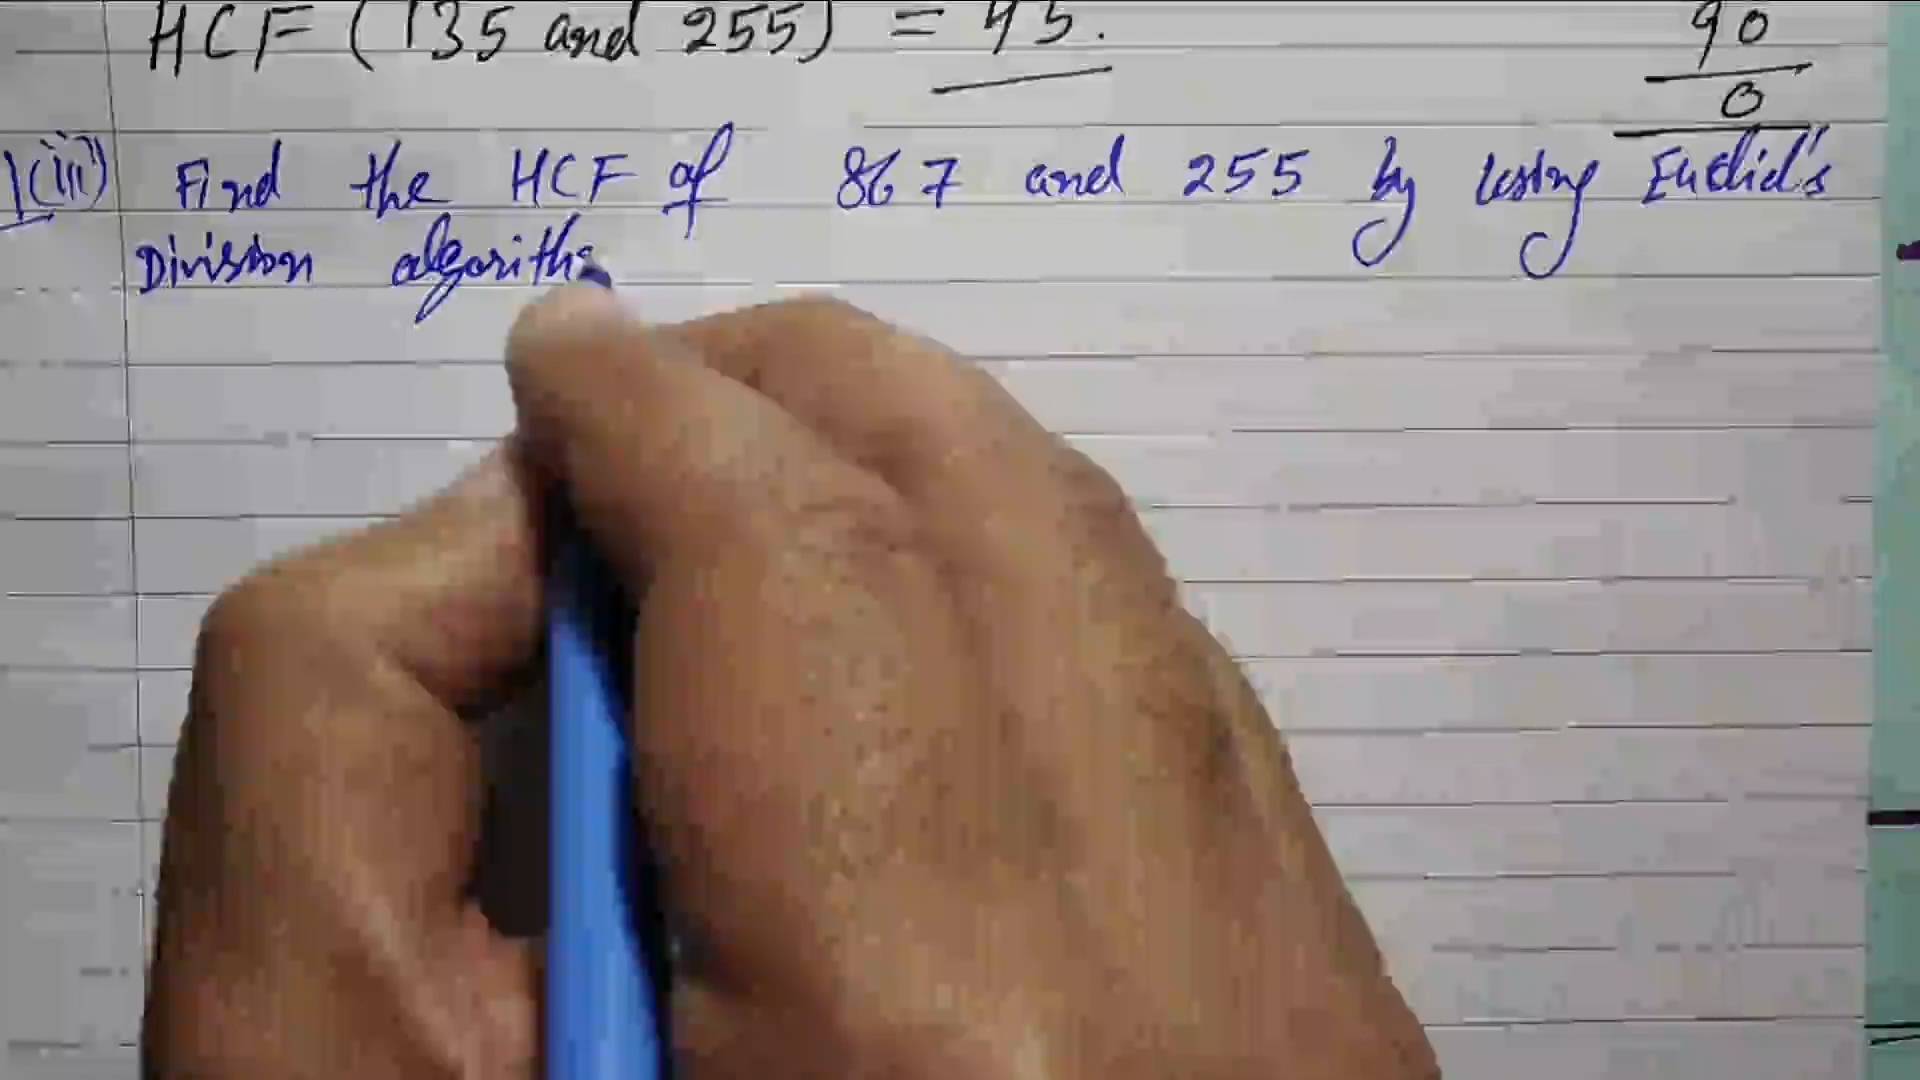 HCF (135 and 255) = 45.
90
0
1(iii) Find the HCF of 867 and 255 by using Euclid's
Division algorith